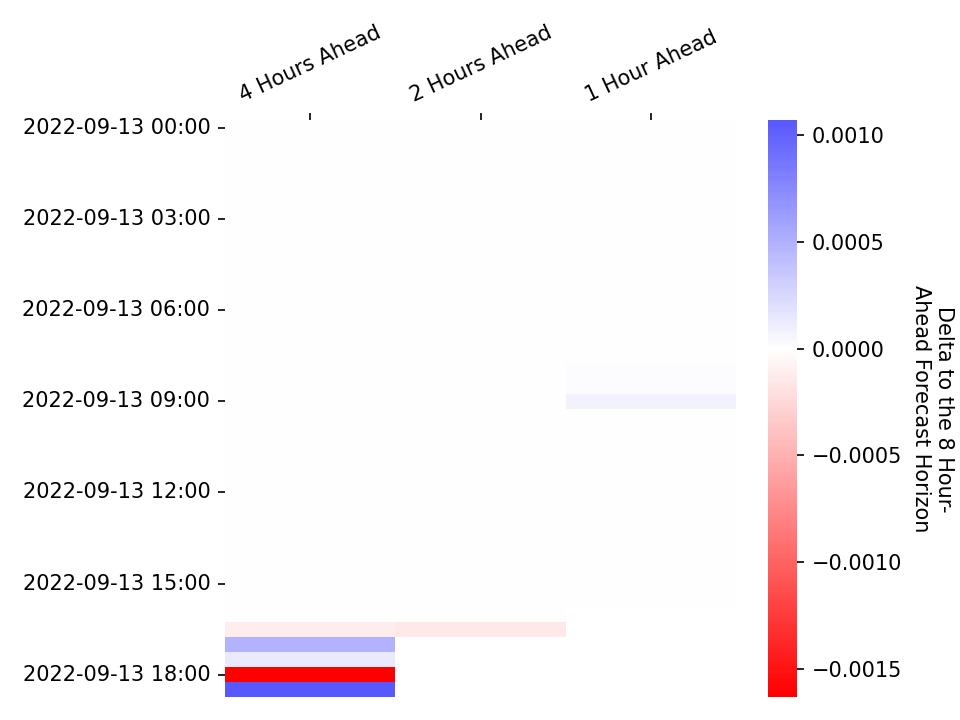 4 Hours Ahead
2 Hours Ahead
1 Hour Ahead
2022-09-13 00:00
2022-09-13 03:00
2022-09-13 06:00
2022-09-13 09:00
2022-09-13 12:00
2022-09-13 15:00
2022-09-13 18:00
0.0010
0.0005
0.0000
−0.0005
−0.0010
−0.0015
Delta to the 8 Hour-
Ahead Forecast Horizon